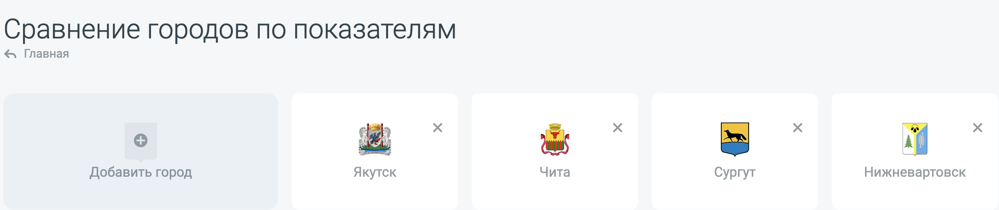 Сравнение городов по показателям
Главная
Добавить город
Якутск
Чита
Сургут
Нижневартовск